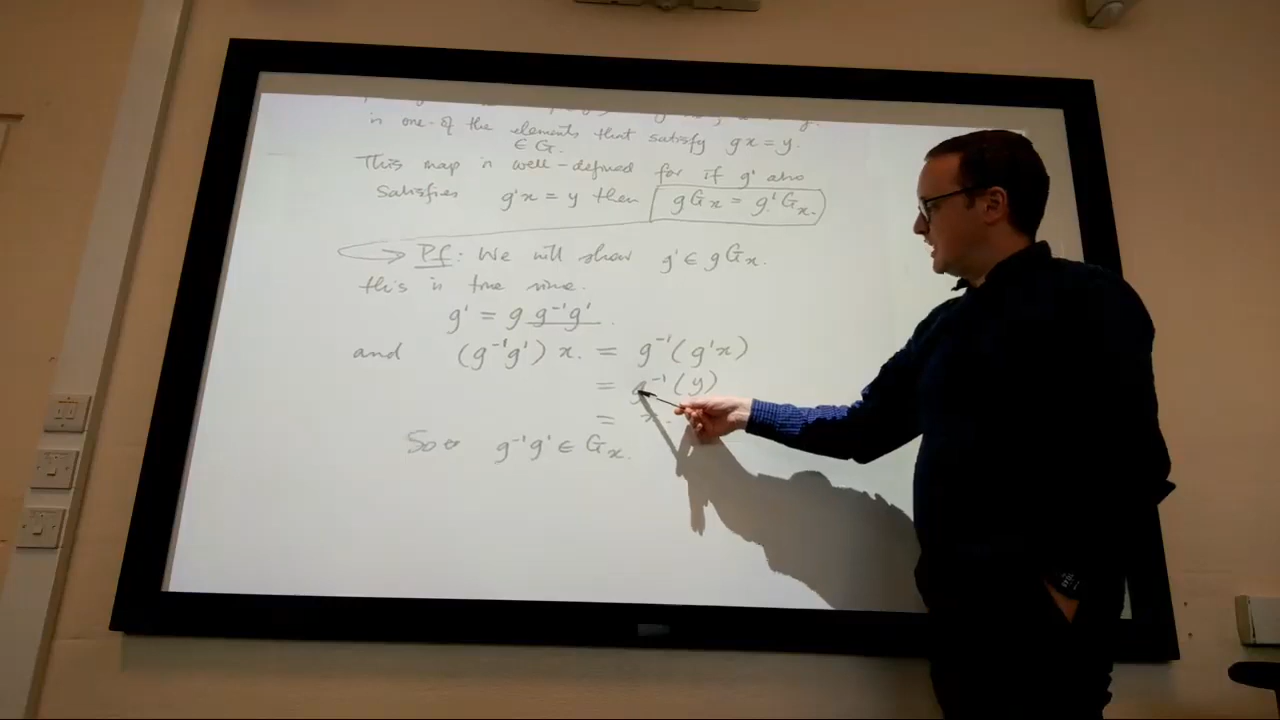 is one of the elements that satisfy gx = y.
∈ G.
This map is well-defined for if g' also
satisfies g'x = y then gGx = g'Gx.
Pf: We will show g' ∈ gGx.
this is true since.
g' = g g⁻¹g'.
and (g⁻¹g') x. = g⁻¹(g'x)
= g⁻¹(y)
= x.
So g⁻¹g' ∈ Gx.